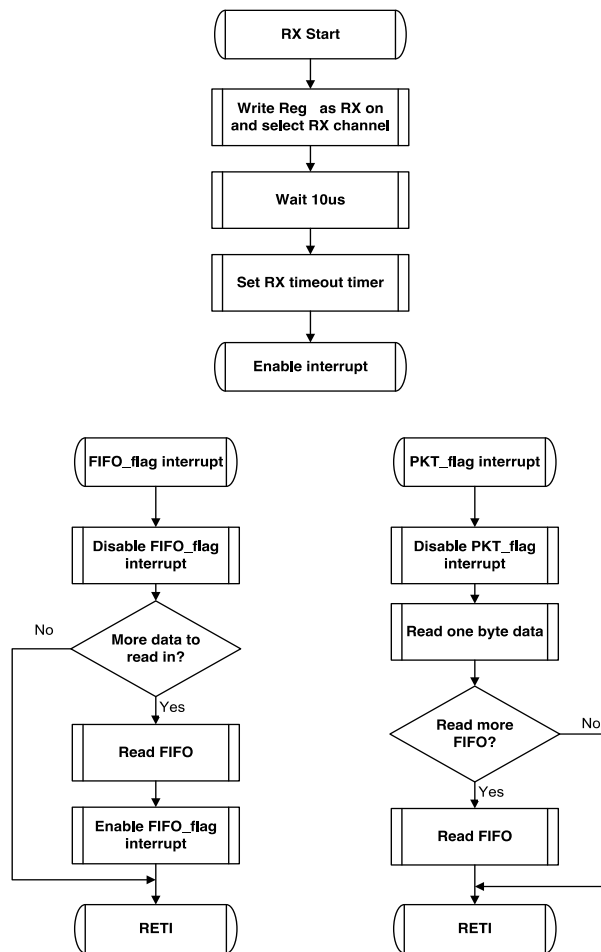 RX Start
Write Reg as RX on
and select RX channel
Wait 10us
Set RX timeout timer
Enable interrupt
FIFO_flag interrupt
Disable FIFO_flag
interrupt
No
More data to
read in?
Yes
Read FIFO
Enable FIFO_flag
interrupt
RETI
PKT_flag interrupt
Disable PKT_flag
interrupt
Read one byte data
Read more
FIFO?
No
Yes
Read FIFO
RETI